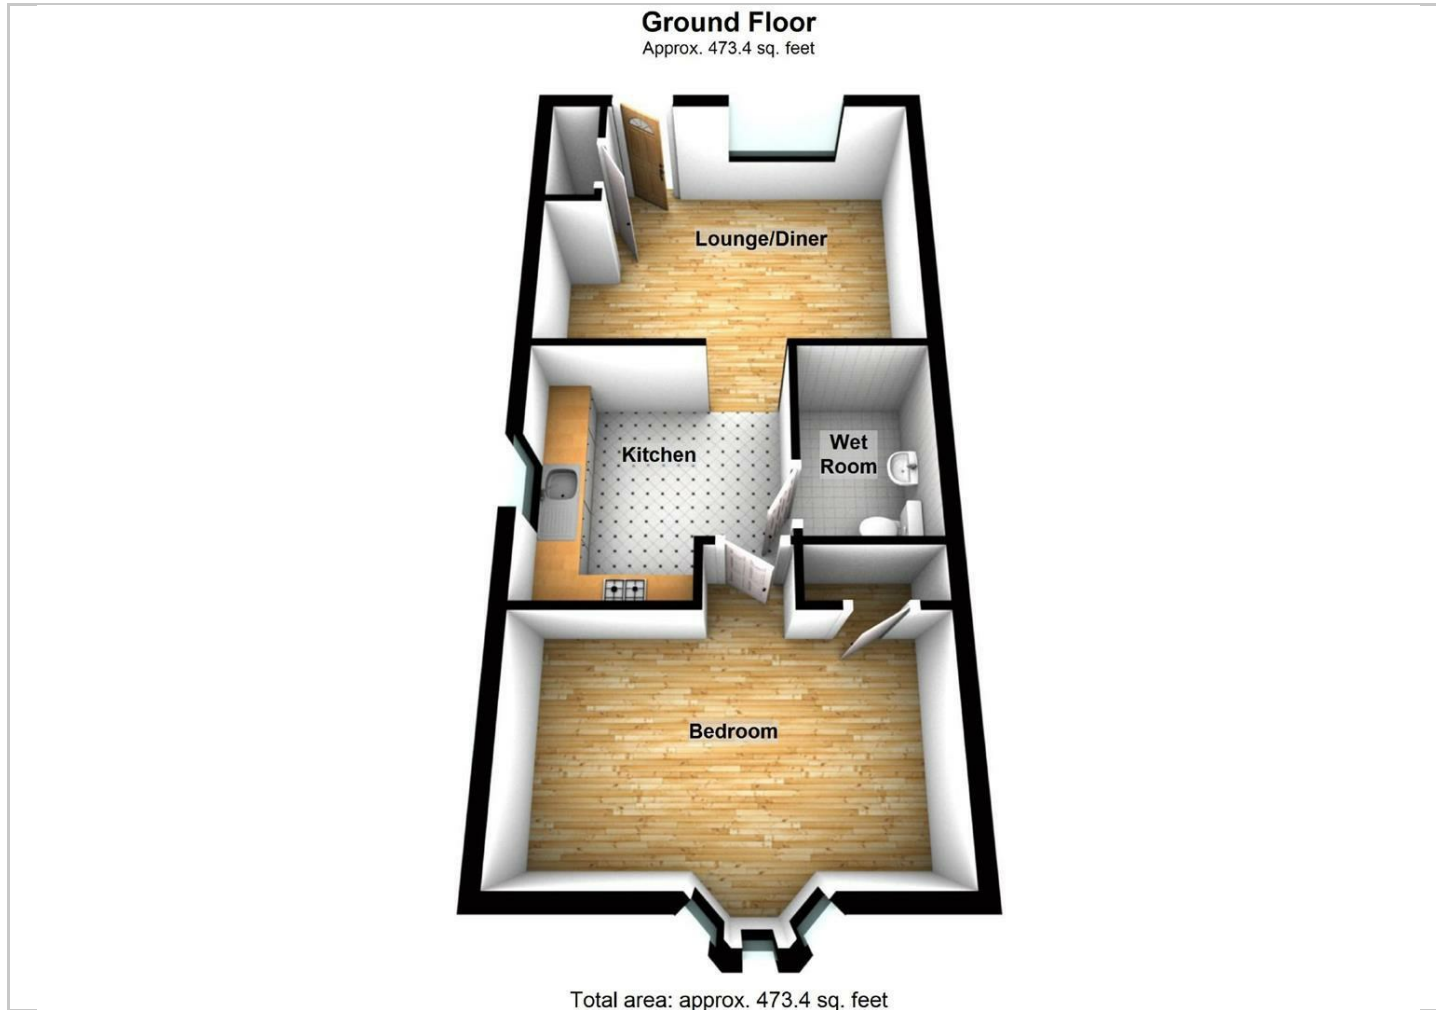 Ground Floor
Approx. 473.4 sq. feet
Lounge/Diner
Kitchen
Wet
Room
Bedroom
Total area: approx. 473.4 sq. feet